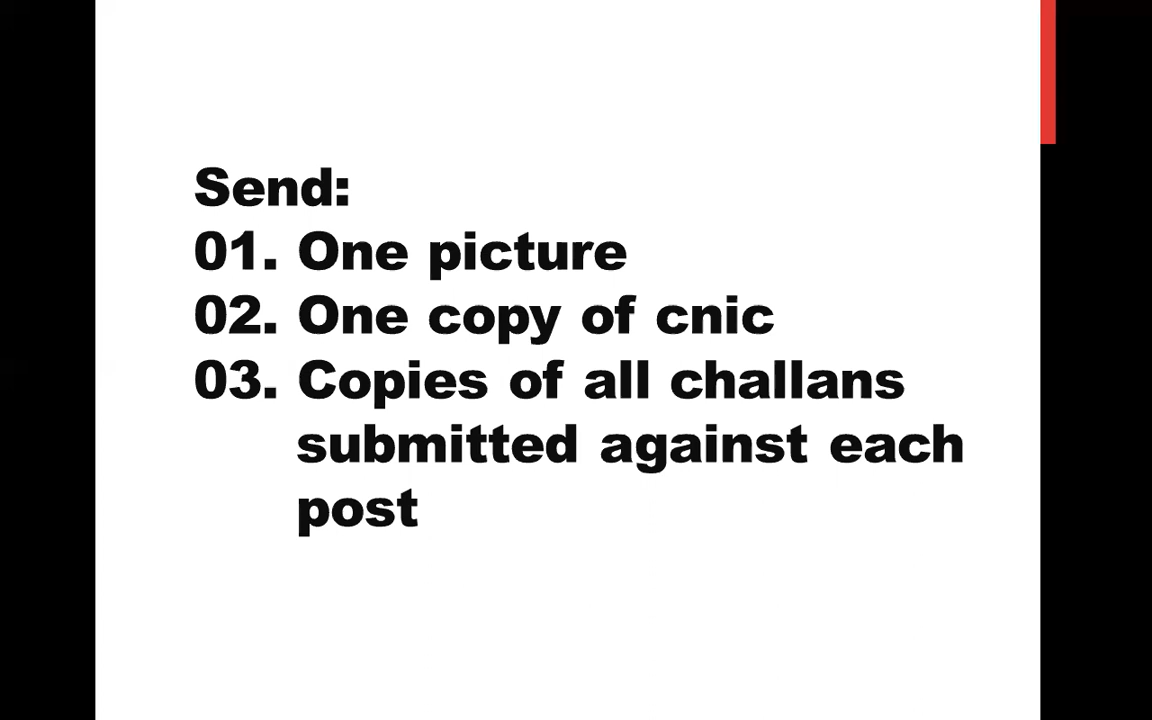 Send:
01. One picture
02. One copy of cnic
03. Copies of all challans
submitted against each
post